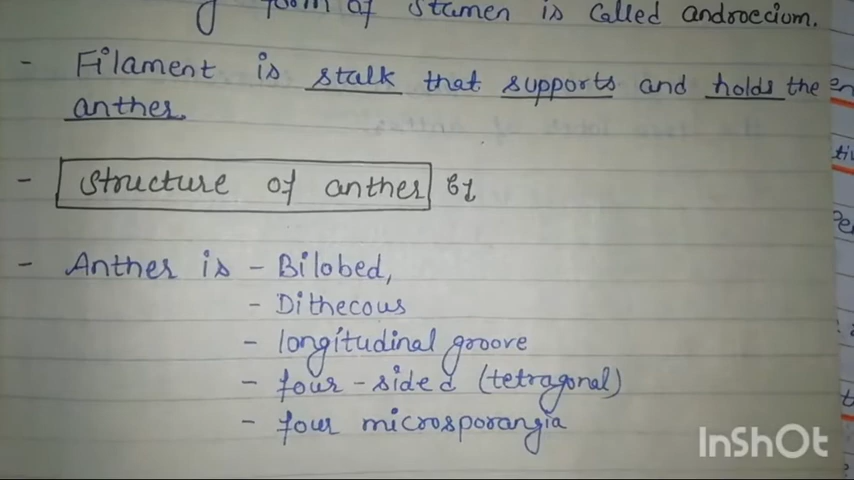 form of stamen is called androecium.
- Filament is stalk that supports and holds the
anther.
- structure of anther
- Anther is - Bilobed,
- Dithecous
- longitudinal groove
- four-sided (tetragonal)
- four microsporangia
InShOt